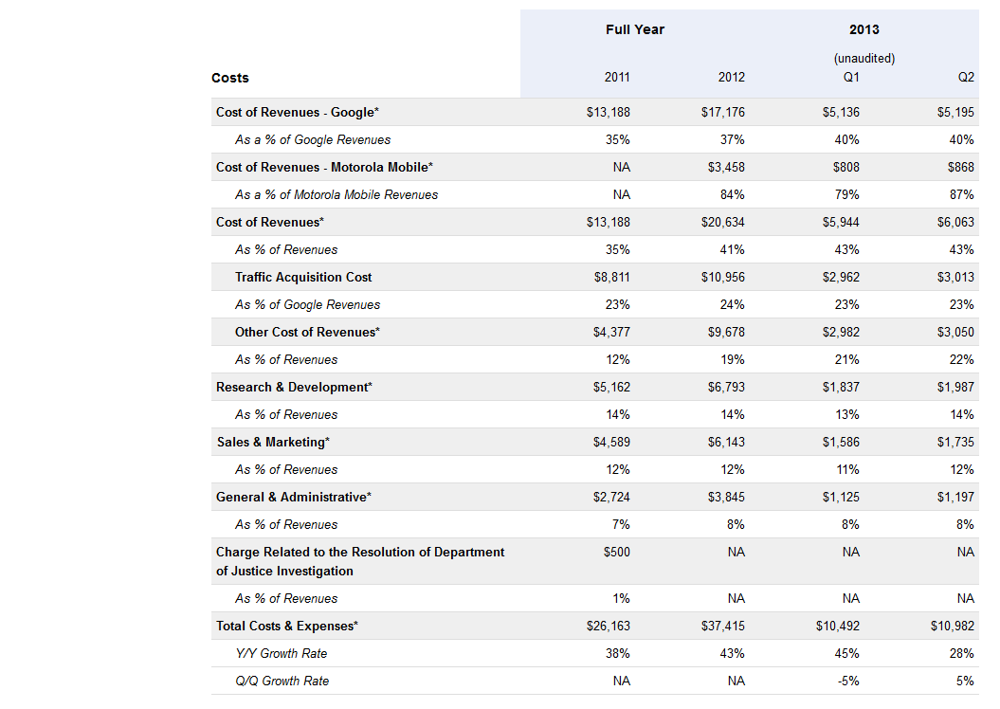 Full Year 2013
(unaudited)
Costs 2011 2012 Q1 Q2
Cost of Revenues - Google* $13,188 $17,176 $5,136 $5,195
As a % of Google Revenues 35% 37% 40% 40%
Cost of Revenues - Motorola Mobile* NA $3,458 $808 $868
As a % of Motorola Mobile Revenues NA 84% 79% 87%
Cost of Revenues* $13,188 $20,634 $5,944 $6,063
As % of Revenues 35% 41% 43% 43%
Traffic Acquisition Cost $8,811 $10,956 $2,962 $3,013
As % of Google Revenues 23% 24% 23% 23%
Other Cost of Revenues* $4,377 $9,678 $2,982 $3,050
As % of Revenues 12% 19% 21% 22%
Research & Development* $5,162 $6,793 $1,837 $1,987
As % of Revenues 14% 14% 13% 14%
Sales & Marketing* $4,589 $6,143 $1,586 $1,735
As % of Revenues 12% 12% 11% 12%
General & Administrative* $2,724 $3,845 $1,125 $1,197
As % of Revenues 7% 8% 8% 8%
Charge Related to the Resolution of Department $500 NA NA NA
of Justice Investigation
As % of Revenues 1% NA NA NA
Total Costs & Expenses* $26,163 $37,415 $10,492 $10,982
Y/Y Growth Rate 38% 43% 45% 28%
Q/Q Growth Rate NA NA -5% 5%